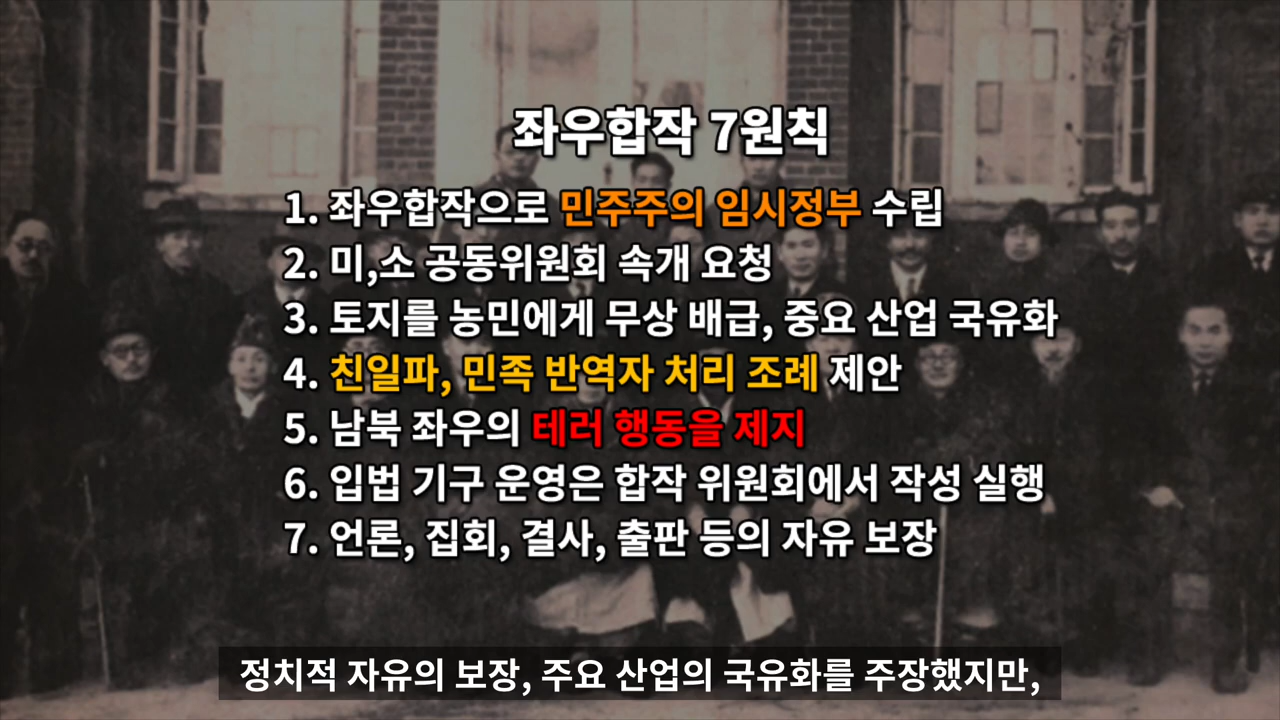 좌우합작 7원칙
1. 좌우합작으로 민주주의 임시정부 수립
2. 미,소 공동위원회 속개 요청
3. 토지를 농민에게 무상 배급, 중요 산업 국유화
4. 친일파, 민족 반역자 처리 조례 제안
5. 남북 좌우의 테러 행동을 제지
6. 입법 기구 운영은 합작 위원회에서 작성 실행
7. 언론, 집회, 결사, 출판 등의 자유 보장
정치적 자유의 보장, 주요 산업의 국유화를 주장했지만,